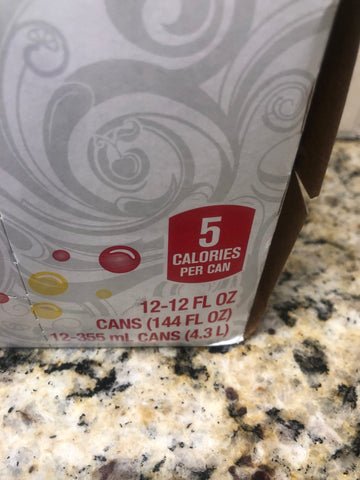 5
CALORIES
PER CAN
12-12 FL OZ
CANS (144 FL OZ)
12-355 mL CANS (4.3 L)